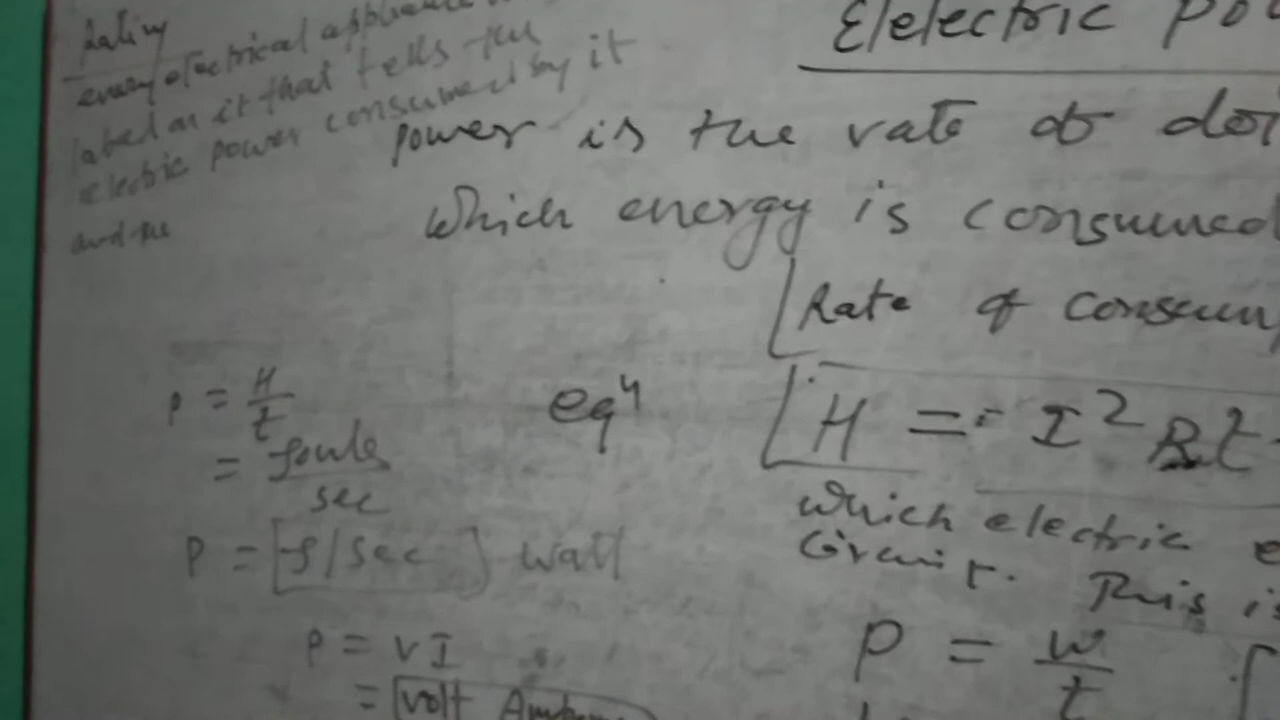 Rating
every electrical appliance
label on it that tells the
electric power consumed by it
and the
Electric Po
power is the rate of doi
which energy is consumed
Rate of consum
eqn
H = I²Rt
which electric e
Circuit. This is
P = w/t
P = H/t
= Joule/sec
P = [J/sec] watt
P = VI
= volt